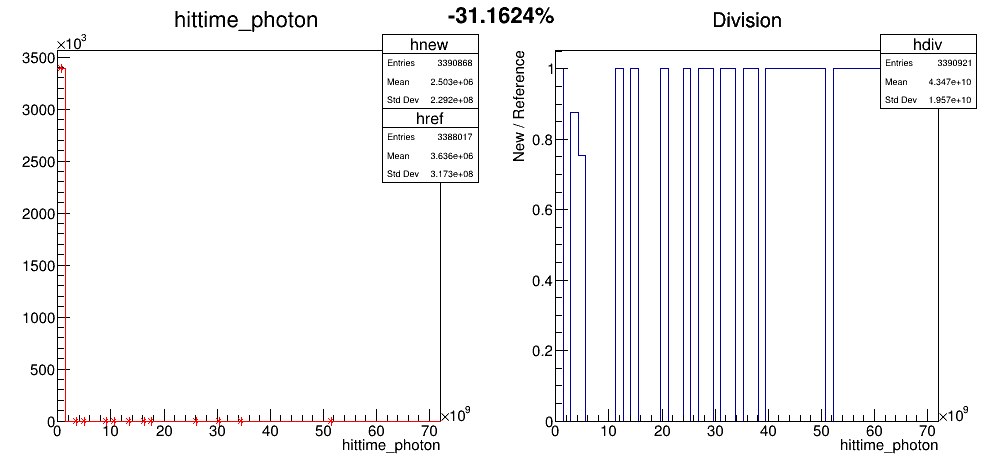 -31.1624%
hittime_photon
×10³
hnew
Entries 3390868
Mean 2.503e+06
Std Dev 2.292e+08
href
Entries 3388017
Mean 3.636e+06
Std Dev 3.173e+08
3500
3000
2500
2000
1500
1000
500
0
0 10 20 30 40 50 60 70
×10⁹
hittime_photon
Division
hdiv
Entries 3390921
Mean 4.347e+10
Std Dev 1.957e+10
New / Reference
1
0.8
0.6
0.4
0.2
0
0 10 20 30 40 50 60 70
×10⁹
hittime_photon